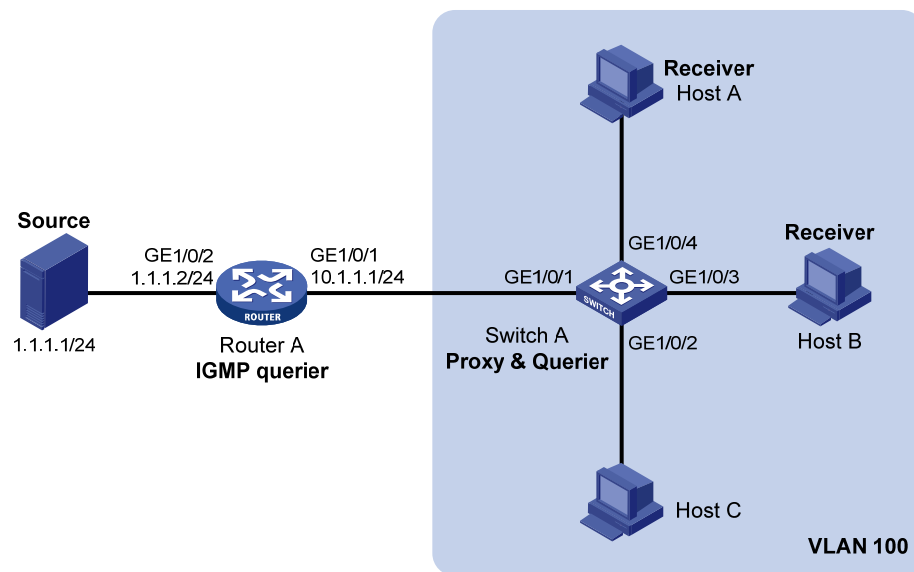 Source
1.1.1.1/24
GE1/0/2
1.1.1.2/24
ROUTER
Router A
IGMP querier
GE1/0/1
10.1.1.1/24
Receiver
Host A
GE1/0/4
GE1/0/1
SWITCH
Switch A
Proxy & Querier
GE1/0/3
Receiver
Host B
GE1/0/2
Host C
VLAN 100